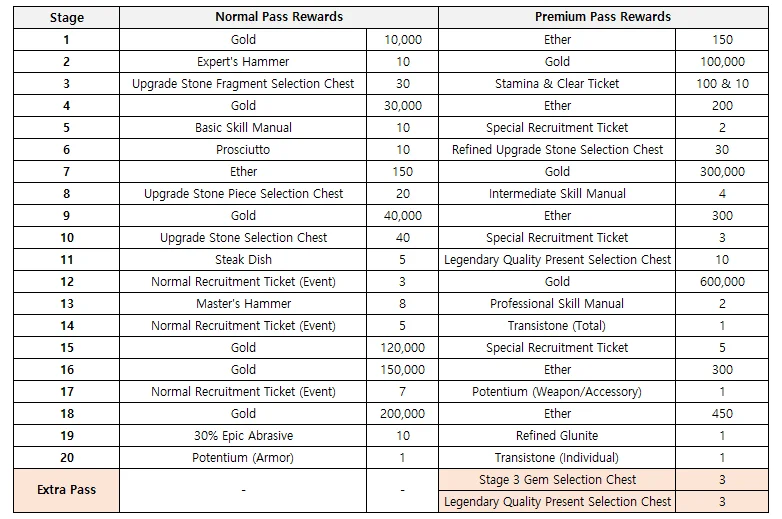 Stage Normal Pass Rewards Premium Pass Rewards
1 Gold 10,000 Ether 150
2 Expert's Hammer 10 Gold 100,000
3 Upgrade Stone Fragment Selection Chest 30 Stamina & Clear Ticket 100 & 10
4 Gold 30,000 Ether 200
5 Basic Skill Manual 10 Special Recruitment Ticket 2
6 Prosciutto 10 Refined Upgrade Stone Selection Chest 30
7 Ether 150 Gold 300,000
8 Upgrade Stone Piece Selection Chest 20 Intermediate Skill Manual 4
9 Gold 40,000 Ether 300
10 Upgrade Stone Selection Chest 40 Special Recruitment Ticket 3
11 Steak Dish 5 Legendary Quality Present Selection Chest 10
12 Normal Recruitment Ticket (Event) 3 Gold 600,000
13 Master's Hammer 8 Professional Skill Manual 2
14 Normal Recruitment Ticket (Event) 5 Transistone (Total) 1
15 Gold 120,000 Special Recruitment Ticket 5
16 Gold 150,000 Ether 300
17 Normal Recruitment Ticket (Event) 7 Potentium (Weapon/Accessory) 1
18 Gold 200,000 Ether 450
19 30% Epic Abrasive 10 Refined Glunite 1
20 Potentium (Armor) 1 Transistone (Individual) 1
Extra Pass - - Stage 3 Gem Selection Chest 3
Legendary Quality Present Selection Chest 3